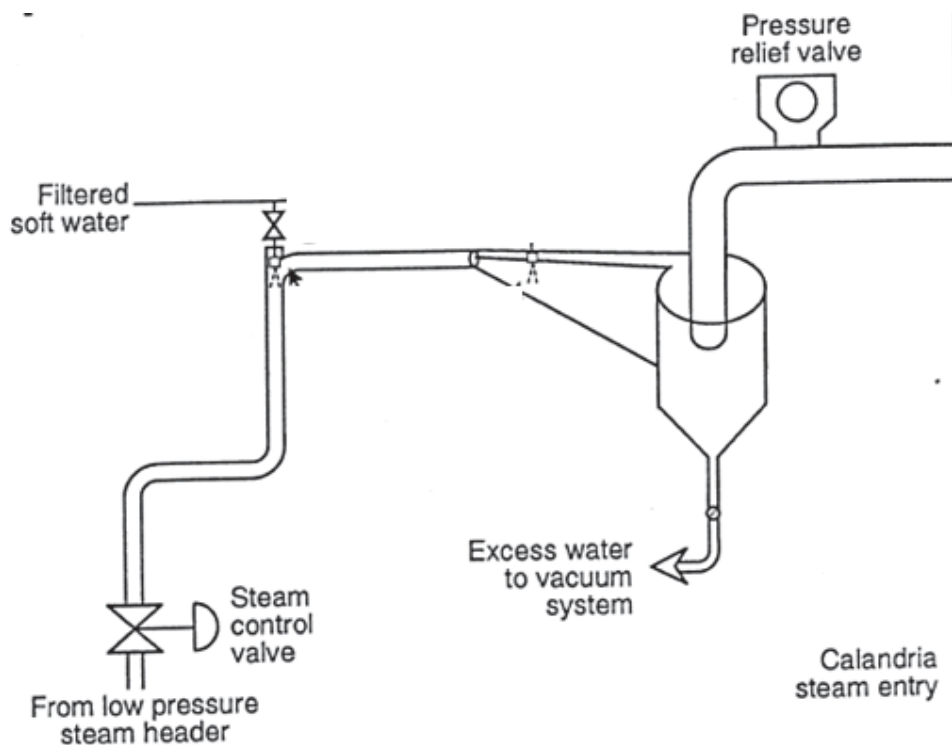 Pressure
relief valve
Filtered
soft water
Excess water
to vacuum
system
Steam
control
valve
Calandria
steam entry
From low pressure
steam header